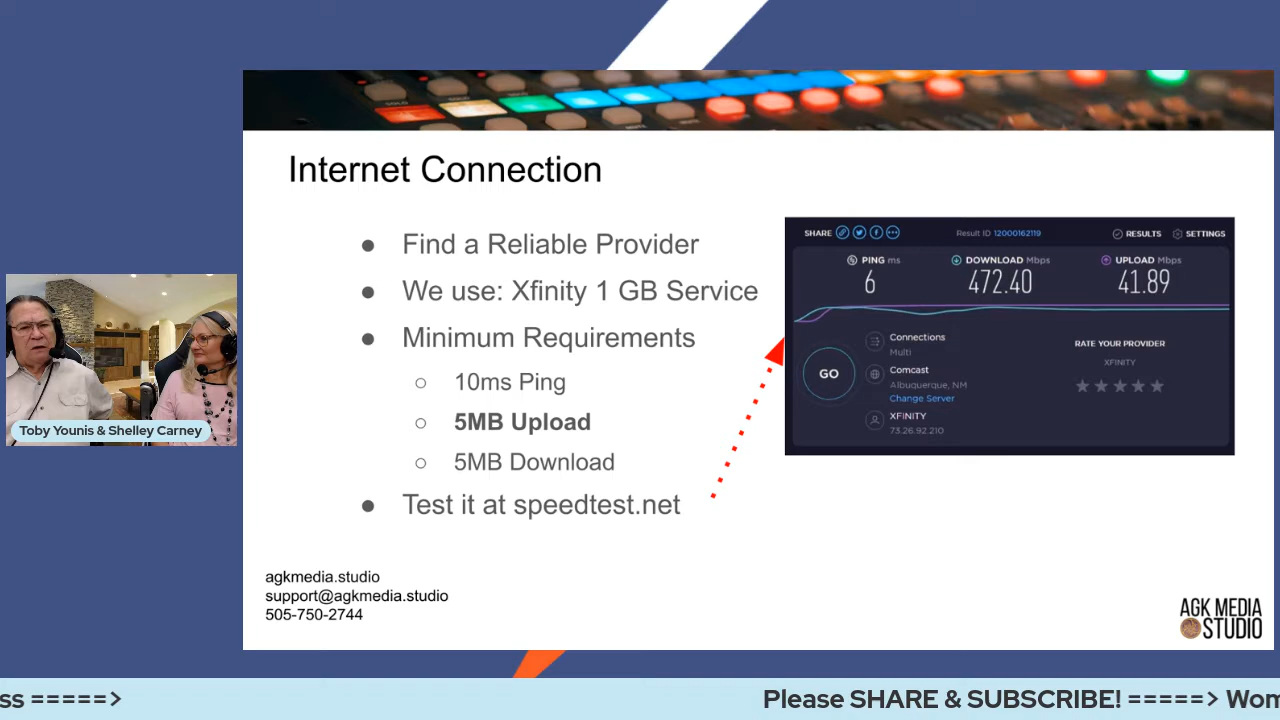 Internet Connection
● Find a Reliable Provider
● We use: Xfinity 1 GB Service
● Minimum Requirements
○ 10ms Ping
○ 5MB Upload
○ 5MB Download
● Test it at speedtest.net
SHARE
Result ID 12000162119
RESULTS
SETTINGS
PING ms
6
DOWNLOAD Mbps
472.40
UPLOAD Mbps
41.89
GO
Connections
Multi
Comcast
Albuquerque, NM
Change Server
XFINITY
73.26.92.210
RATE YOUR PROVIDER
XFINITY
Toby Younis & Shelley Carney
agkmedia.studio
support@agkmedia.studio
505-750-2744
AGK MEDIA
STUDIO
ss =====> Please SHARE & SUBSCRIBE! =====> Wom